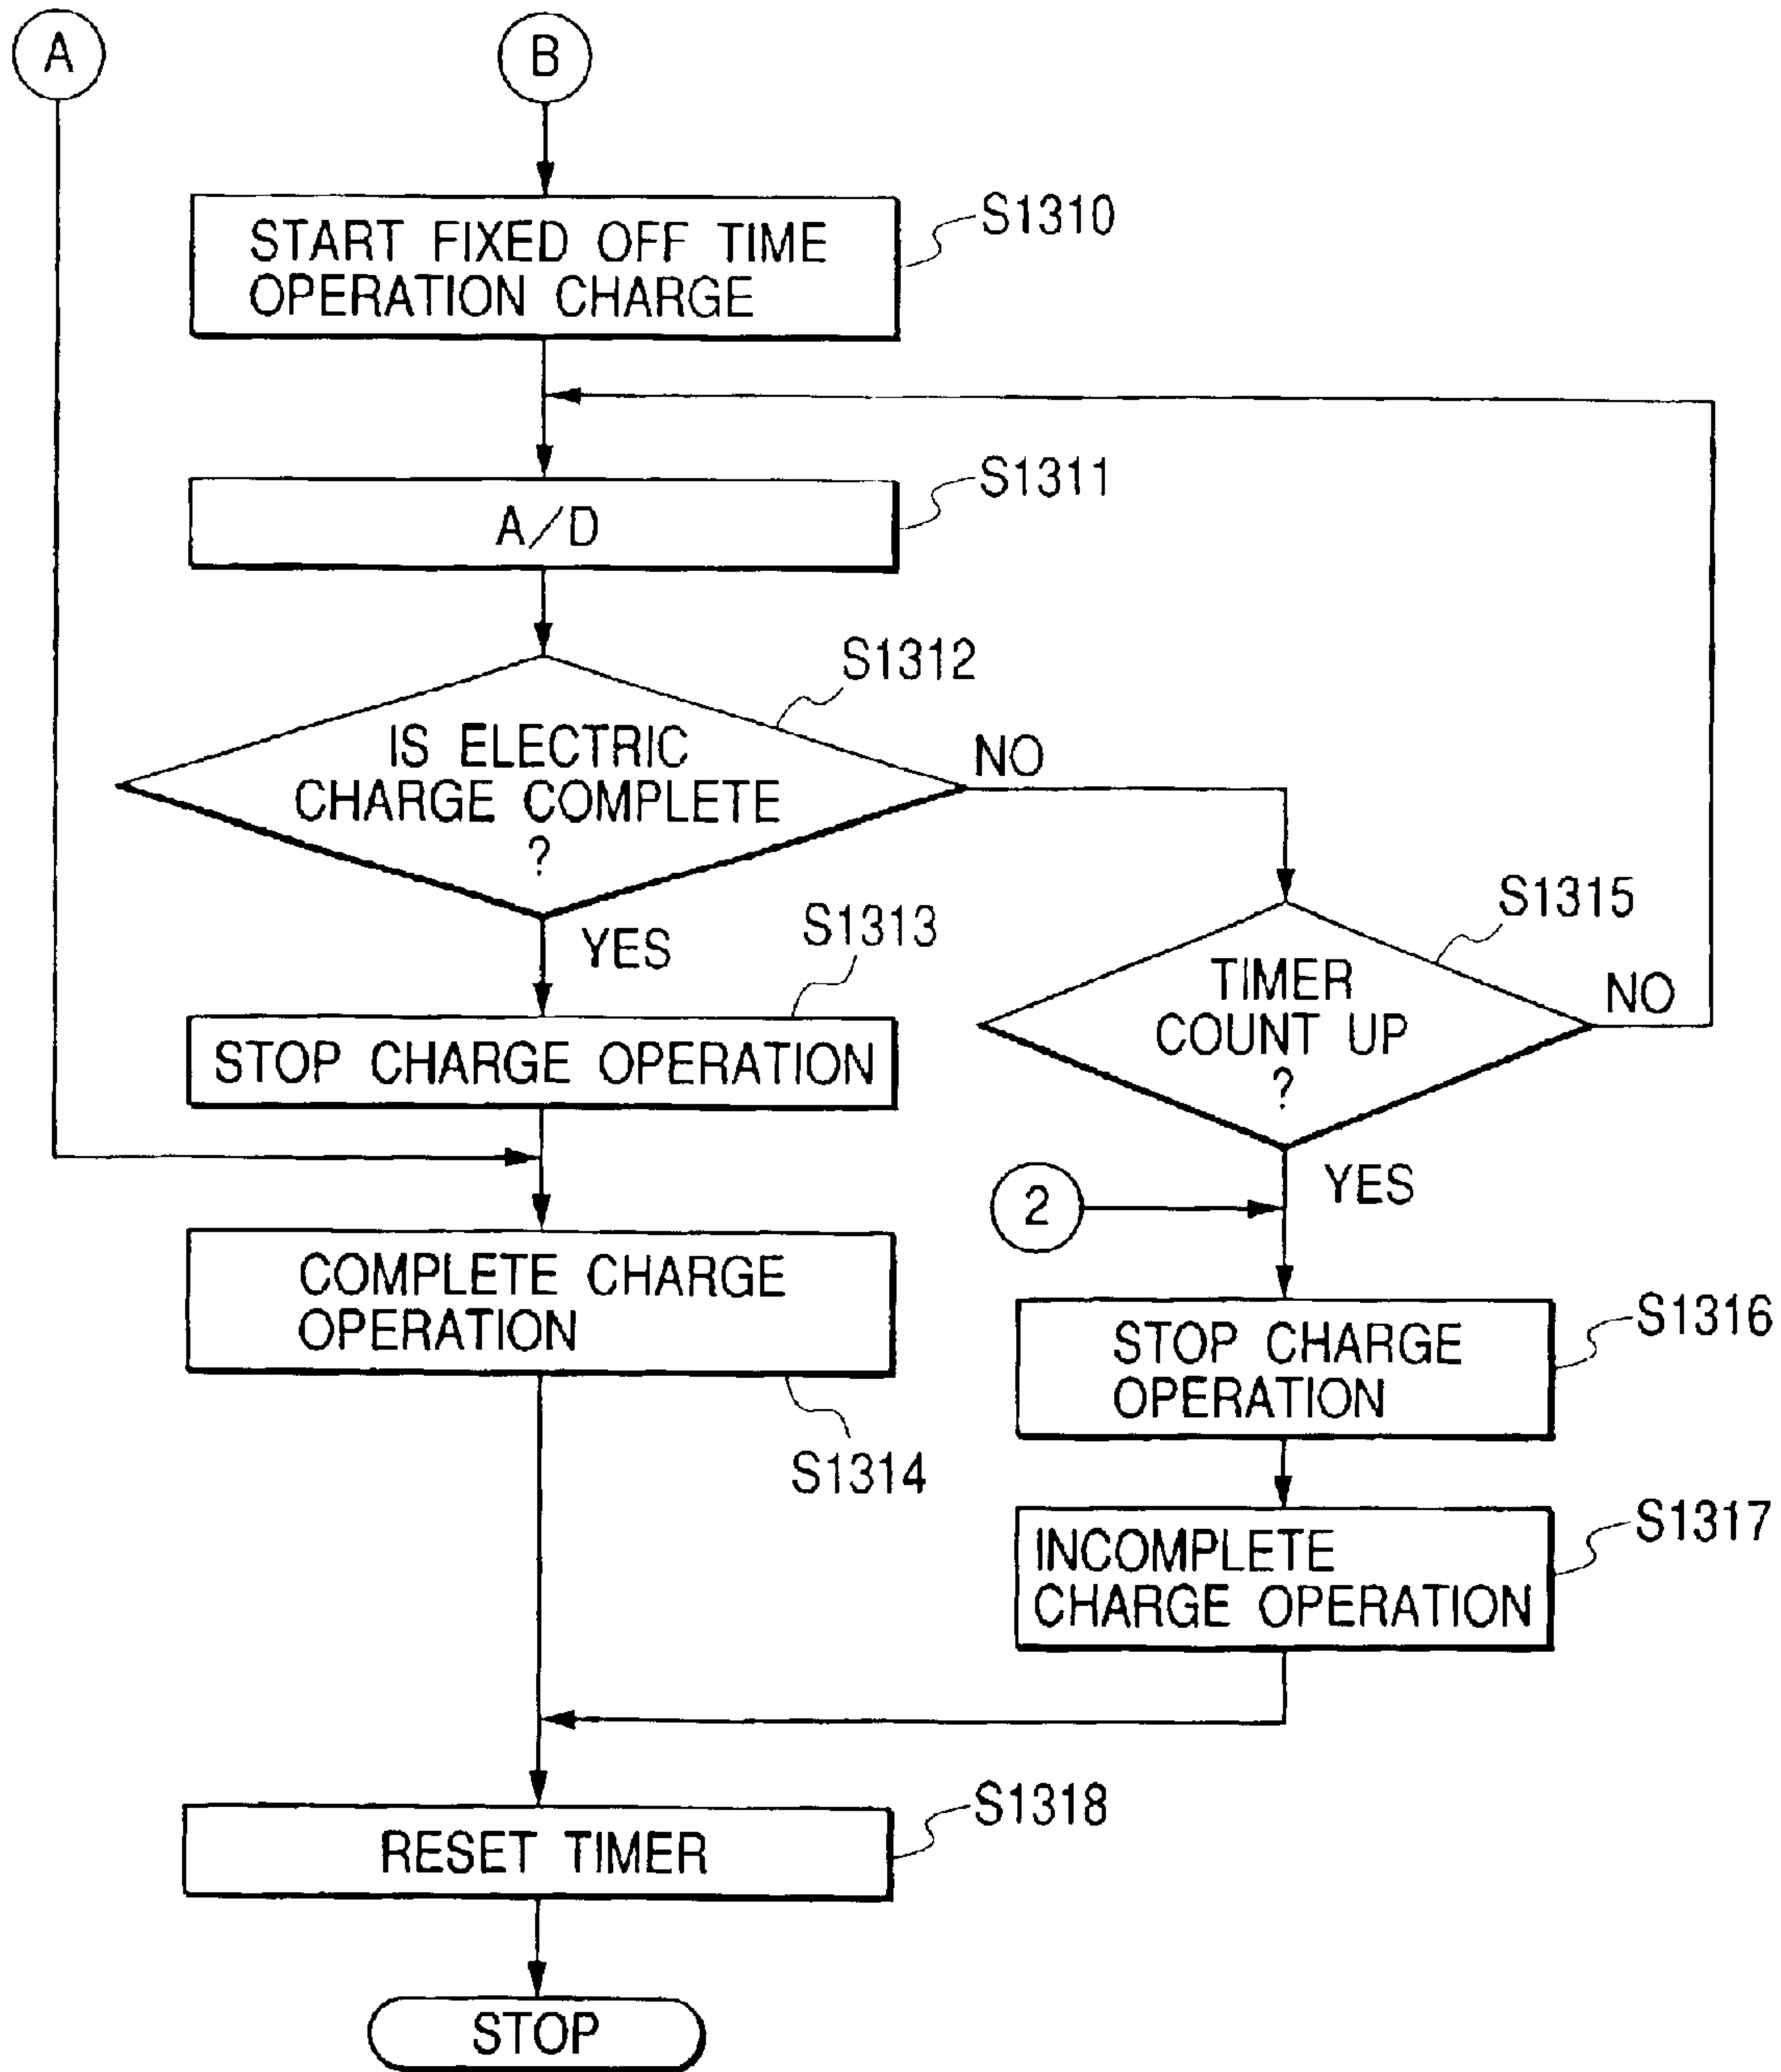 A
B
START FIXED OFF TIME
OPERATION CHARGE
S1310
A/D
S1311
S1312
IS ELECTRIC
CHARGE COMPLETE
?
NO
YES
S1313
STOP CHARGE OPERATION
S1315
TIMER
COUNT UP
?
NO
YES
2
COMPLETE CHARGE
OPERATION
S1314
STOP CHARGE
OPERATION
S1316
INCOMPLETE
CHARGE OPERATION
S1317
RESET TIMER
S1318
STOP